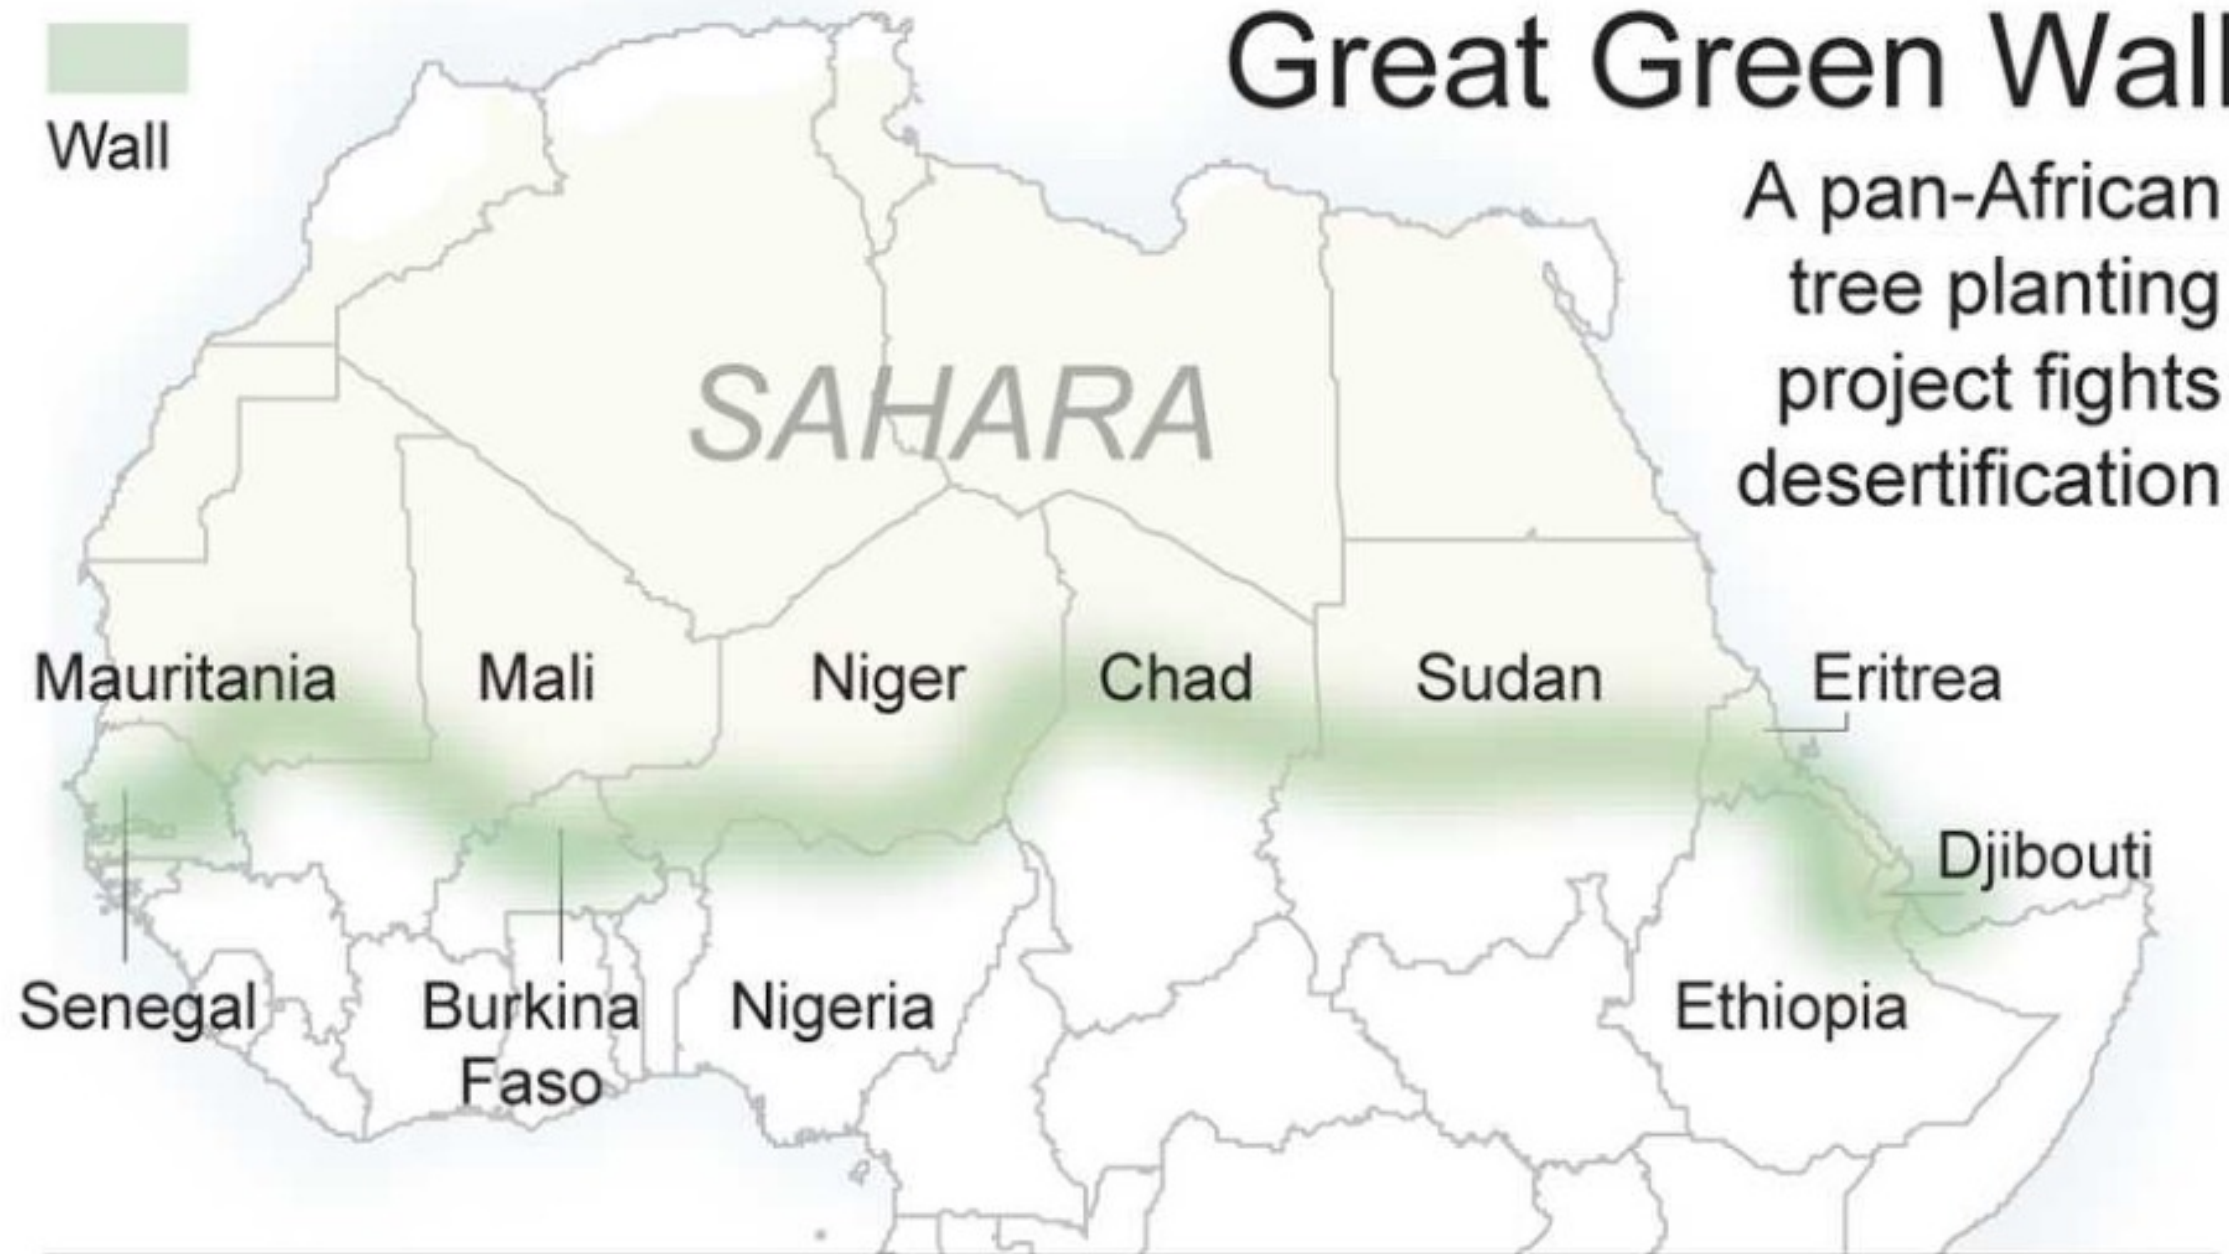 Great Green Wall
Wall
A pan-African
tree planting
project fights
desertification
SAHARA
Mauritania
Mali
Niger
Chad
Sudan
Eritrea
Djibouti
Senegal
Burkina
Faso
Nigeria
Ethiopia